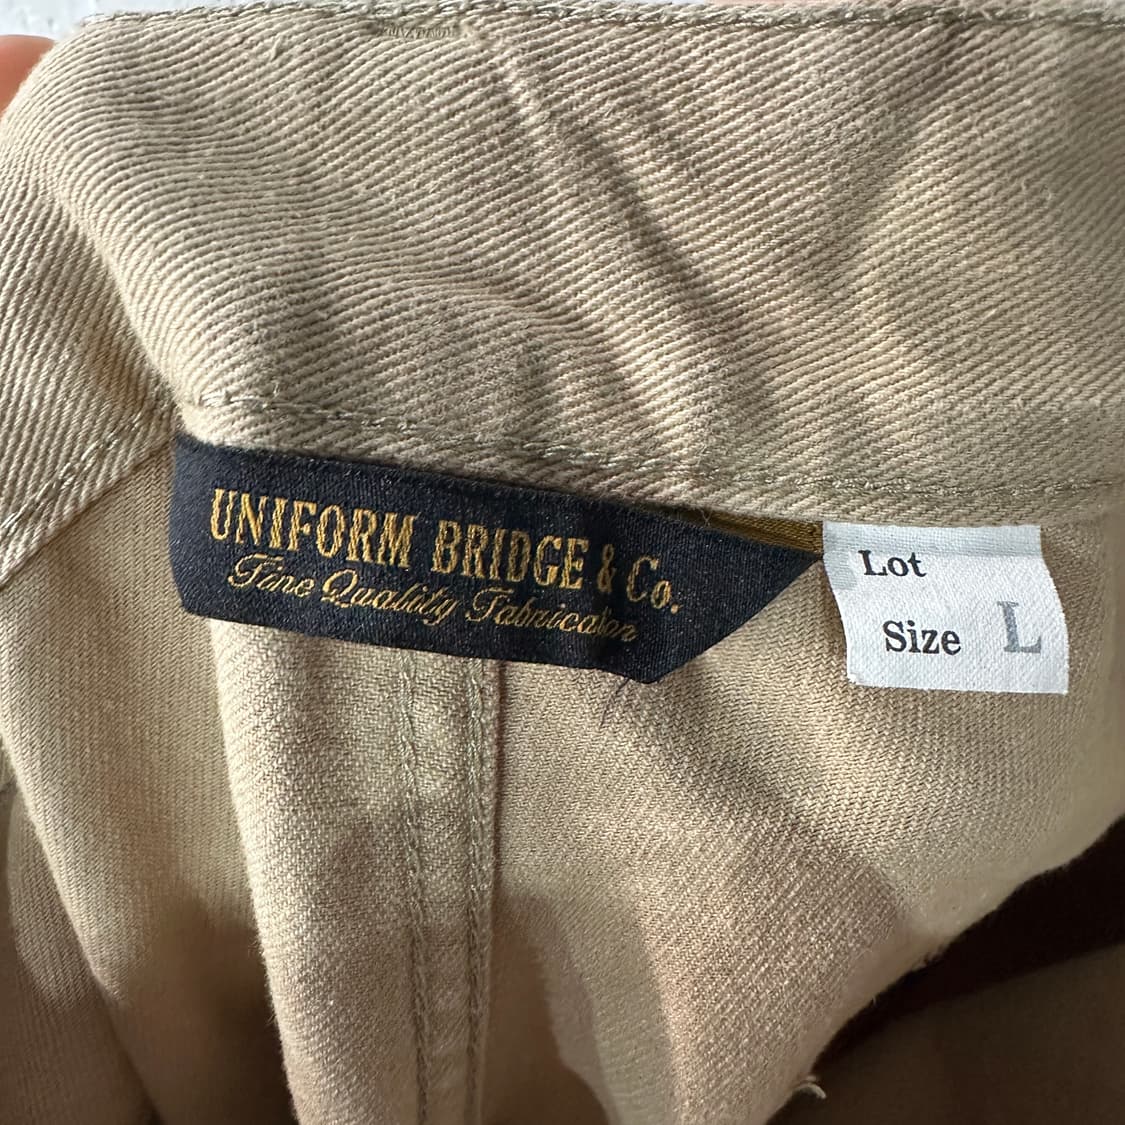 UNIFORM BRIDGE & Co.
Fine Quality Fabrication
Lot
Size L